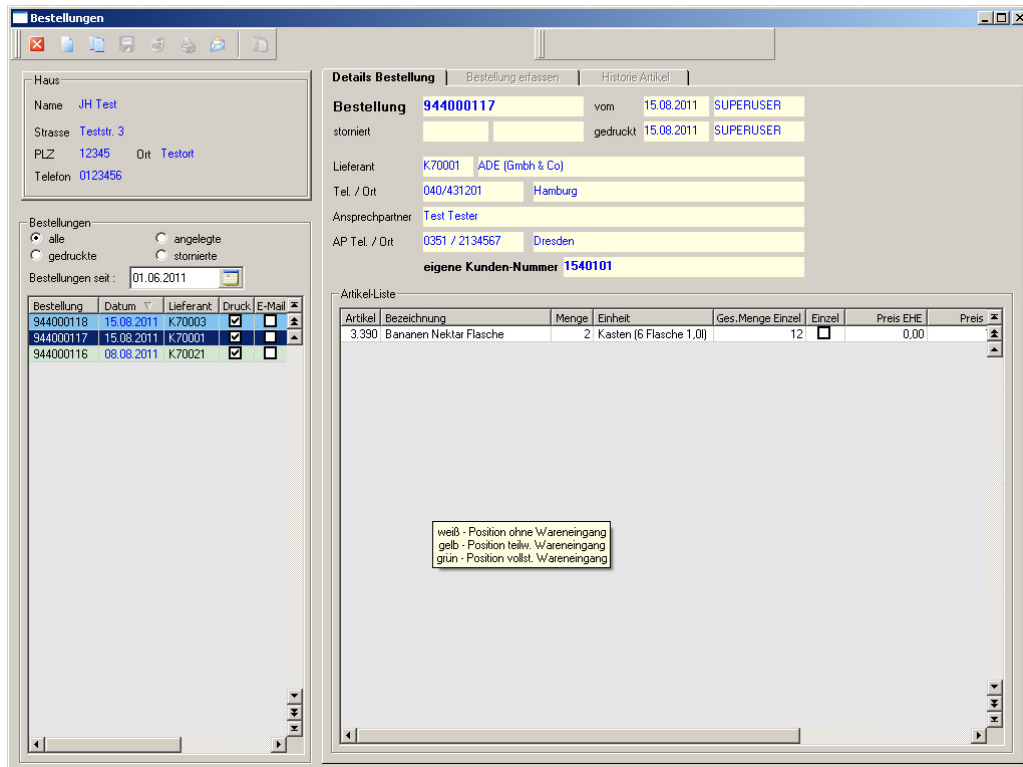 Bestellungen
Haus
Name JH Test
Strasse Teststr. 3
PLZ 12345 Ort Testort
Telefon 0123456
Bestellungen
alle angelegte
gedruckte stornierte
Bestellungen seit : 01.06.2011
Bestellung Datum Lieferant Druck E-Mail
944000118 15.08.2011 K70003
944000117 15.08.2011 K70001
944000116 08.08.2011 K70021
Details Bestellung Bestellung erfassen Historie Artikel
Bestellung 944000117 vom 15.08.2011 SUPERUSER
storniert gedruckt 15.08.2011 SUPERUSER
Lieferant K70001 ADE (Gmbh & Co)
Tel. / Ort 040/431201 Hamburg
Ansprechpartner Test Tester
AP Tel. / Ort 0351 / 2134567 Dresden
eigene Kunden-Nummer 1540101
Artikel-Liste
Artikel Bezeichnung Menge Einheit Ges.Menge Einzel Einzel Preis EHE Preis
3.390 Bananen Nektar Flasche 2 Kasten (6 Flasche 1,0l) 12 0,00
weiß - Position ohne Wareneingang
gelb - Position teilw. Wareneingang
grün - Position vollst. Wareneingang